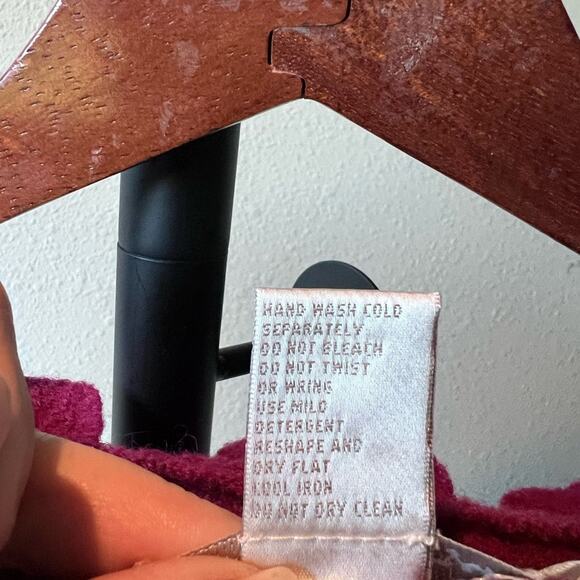 HAND WASH COLD
SEPARATELY
DO NOT BLEACH
DO NOT TWIST
OR WRING
USE MILD
DETERGENT
RESHAPE AND
DRY FLAT
COOL IRON
DO NOT DRY CLEAN